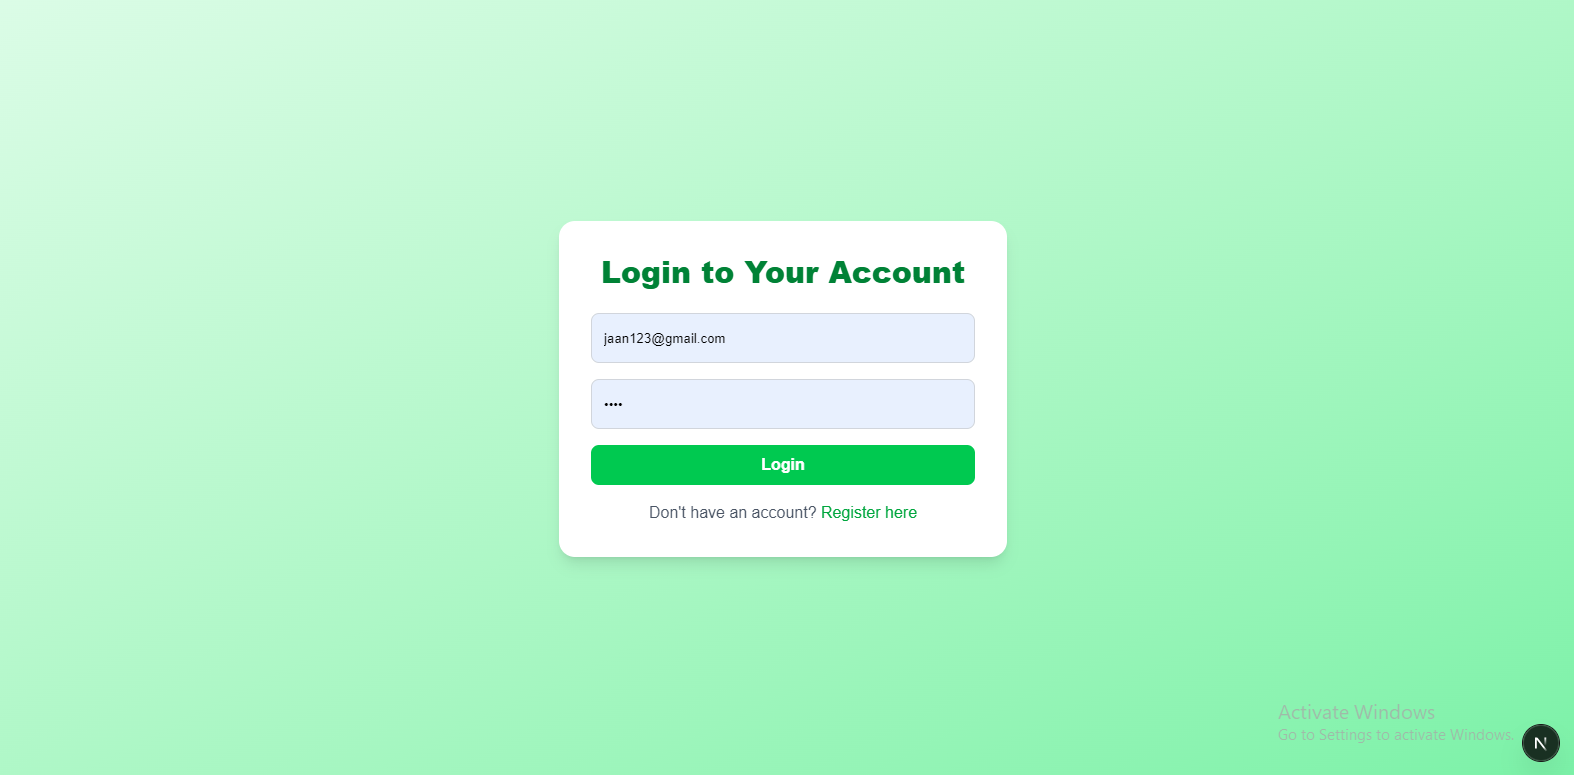 Login to Your Account
jaan123@gmail.com
••••
Login
Don't have an account? Register here
Activate Windows
Go to Settings to activate Windows.
N